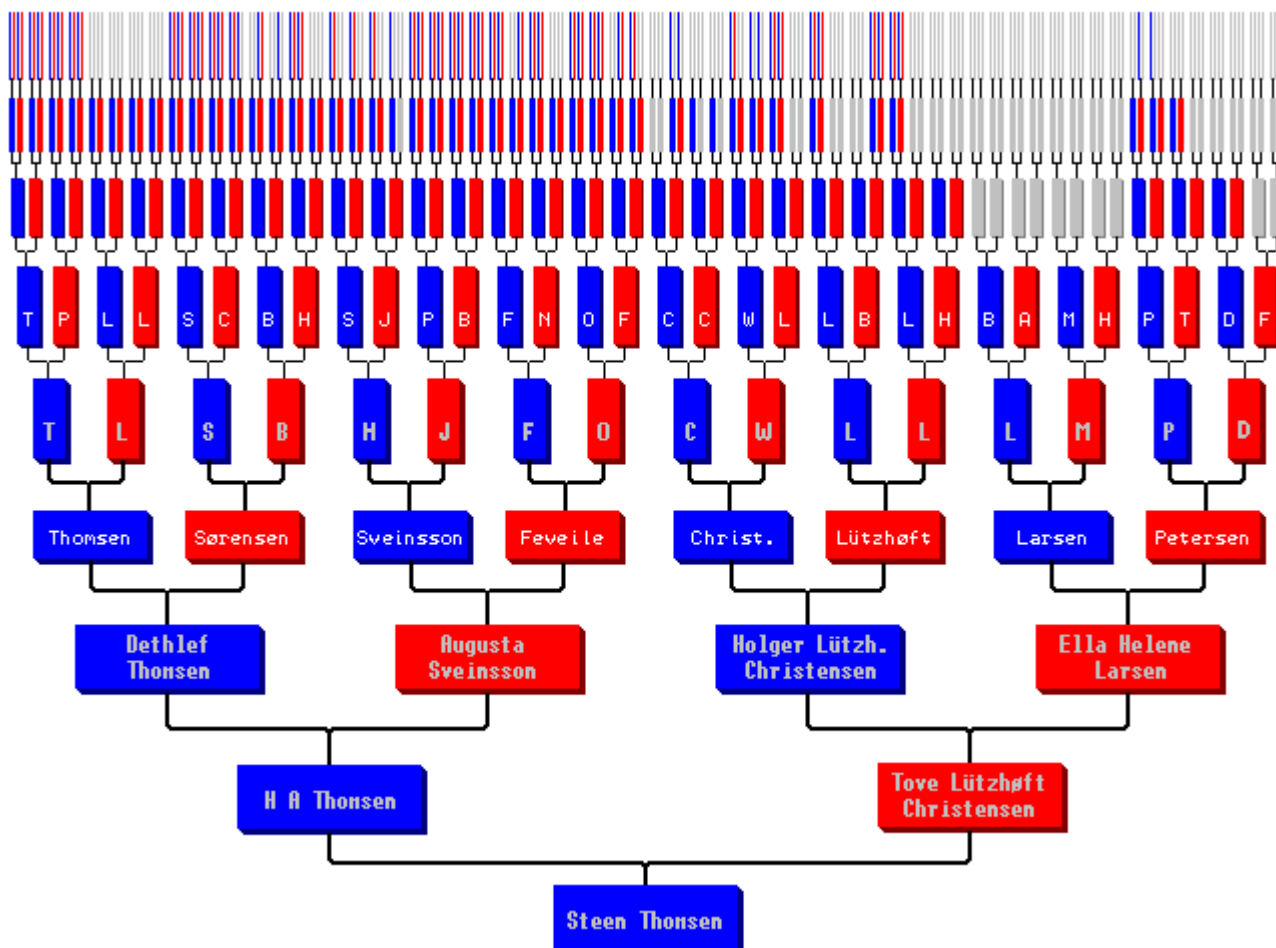 T P L L S C B H S J P B F N O F C C W L L B L H B A M H P T D F
T L S B H J F O C W L L L M P D
Thomsen Sørensen Sveinsson Feveile Christ. Lützhøft Larsen Petersen
Dethlef
Thomsen
Augusta
Sveinsson
Holger Lützh.
Christensen
Ella Helene
Larsen
H A Thomsen
Tove Lützhøft
Christensen
Steen Thomsen